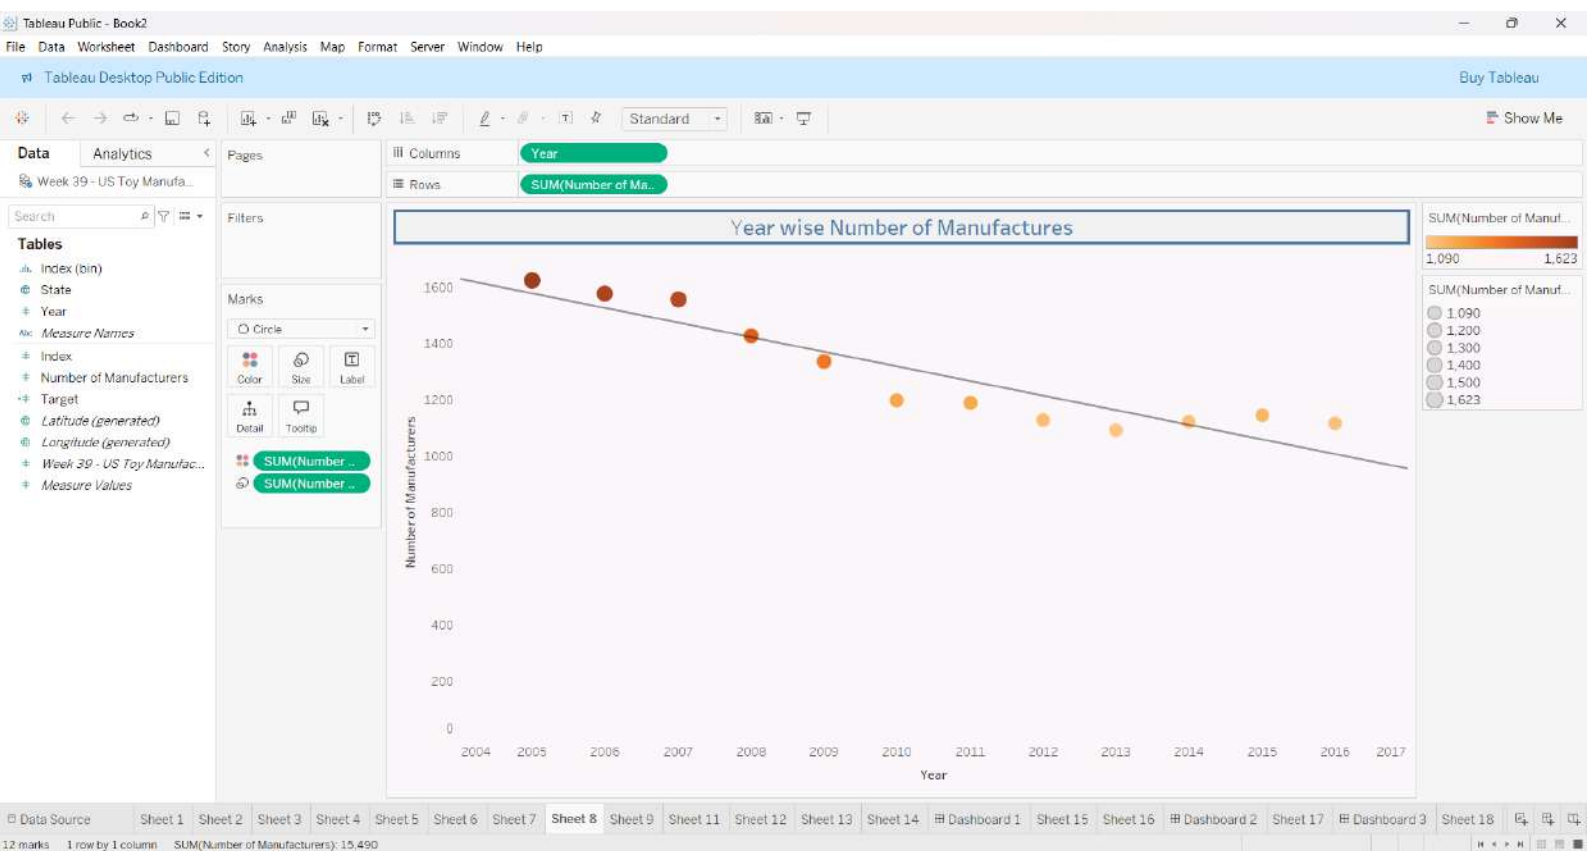 Tableau Public - Book2
File Data Worksheet Dashboard Story Analysis Map Format Server Window Help
Tableau Desktop Public Edition
Buy Tableau
Standard
Show Me
Data Analytics
Week 39 - US Toy Manufa...
Search
Tables
Index (bin)
State
Year
Abc Measure Names
Index
Number of Manufacturers
Target
Latitude (generated)
Longitude (generated)
Week 39 - US Toy Manufac...
Measure Values
Pages
Filters
Marks
Circle
Color Size Label
Detail Tooltip
SUM(Number ..
SUM(Number ..
Columns Year
Rows SUM(Number of Ma..
Year wise Number of Manufactures
Number of Manufacturers
1600
1400
1200
1000
800
600
400
200
0
2004 2005 2006 2007 2008 2009 2010 2011 2012 2013 2014 2015 2016 2017
Year
SUM(Number of Manuf...
1,090 1,623
SUM(Number of Manuf...
1,090
1,200
1,300
1,400
1,500
1,623
Data Source Sheet 1 Sheet 2 Sheet 3 Sheet 4 Sheet 5 Sheet 6 Sheet 7 Sheet 8 Sheet 9 Sheet 11 Sheet 12 Sheet 13 Sheet 14 Dashboard 1 Sheet 15 Sheet 16 Dashboard 2 Sheet 17 Dashboard 3 Sheet 18
12 marks 1 row by 1 column SUM(Number of Manufacturers): 15,490